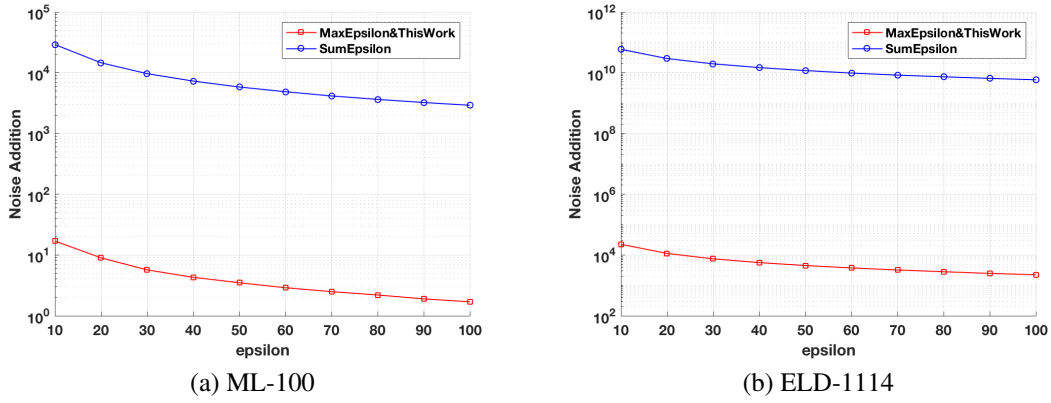 MaxEpsilon&ThisWork
SumEpsilon
Noise Addition
10^5
10^4
10^3
10^2
10^1
10^0
10 20 30 40 50 60 70 80 90 100
epsilon
(a) ML-100
MaxEpsilon&ThisWork
SumEpsilon
Noise Addition
10^12
10^10
10^8
10^6
10^4
10^2
10 20 30 40 50 60 70 80 90 100
epsilon
(b) ELD-1114